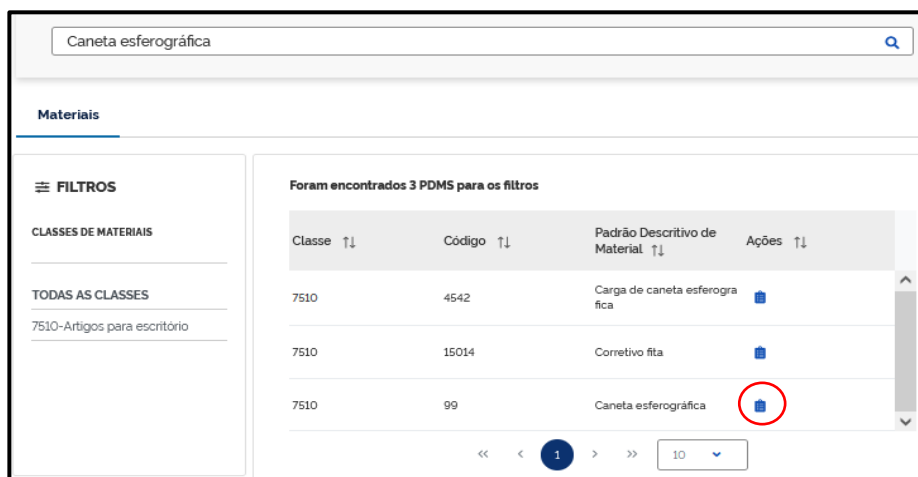 Caneta esferográfica
Materiais
FILTROS
CLASSES DE MATERIAIS
TODAS AS CLASSES
7510-Artigos para escritório
Foram encontrados 3 PDMS para os filtros
Classe Código Padrão Descritivo de
Material Ações
7510 4542 Carga de caneta esferogra
fica
7510 15014 Corretivo fita
7510 99 Caneta esferográfica
<< < 1 > >> 10